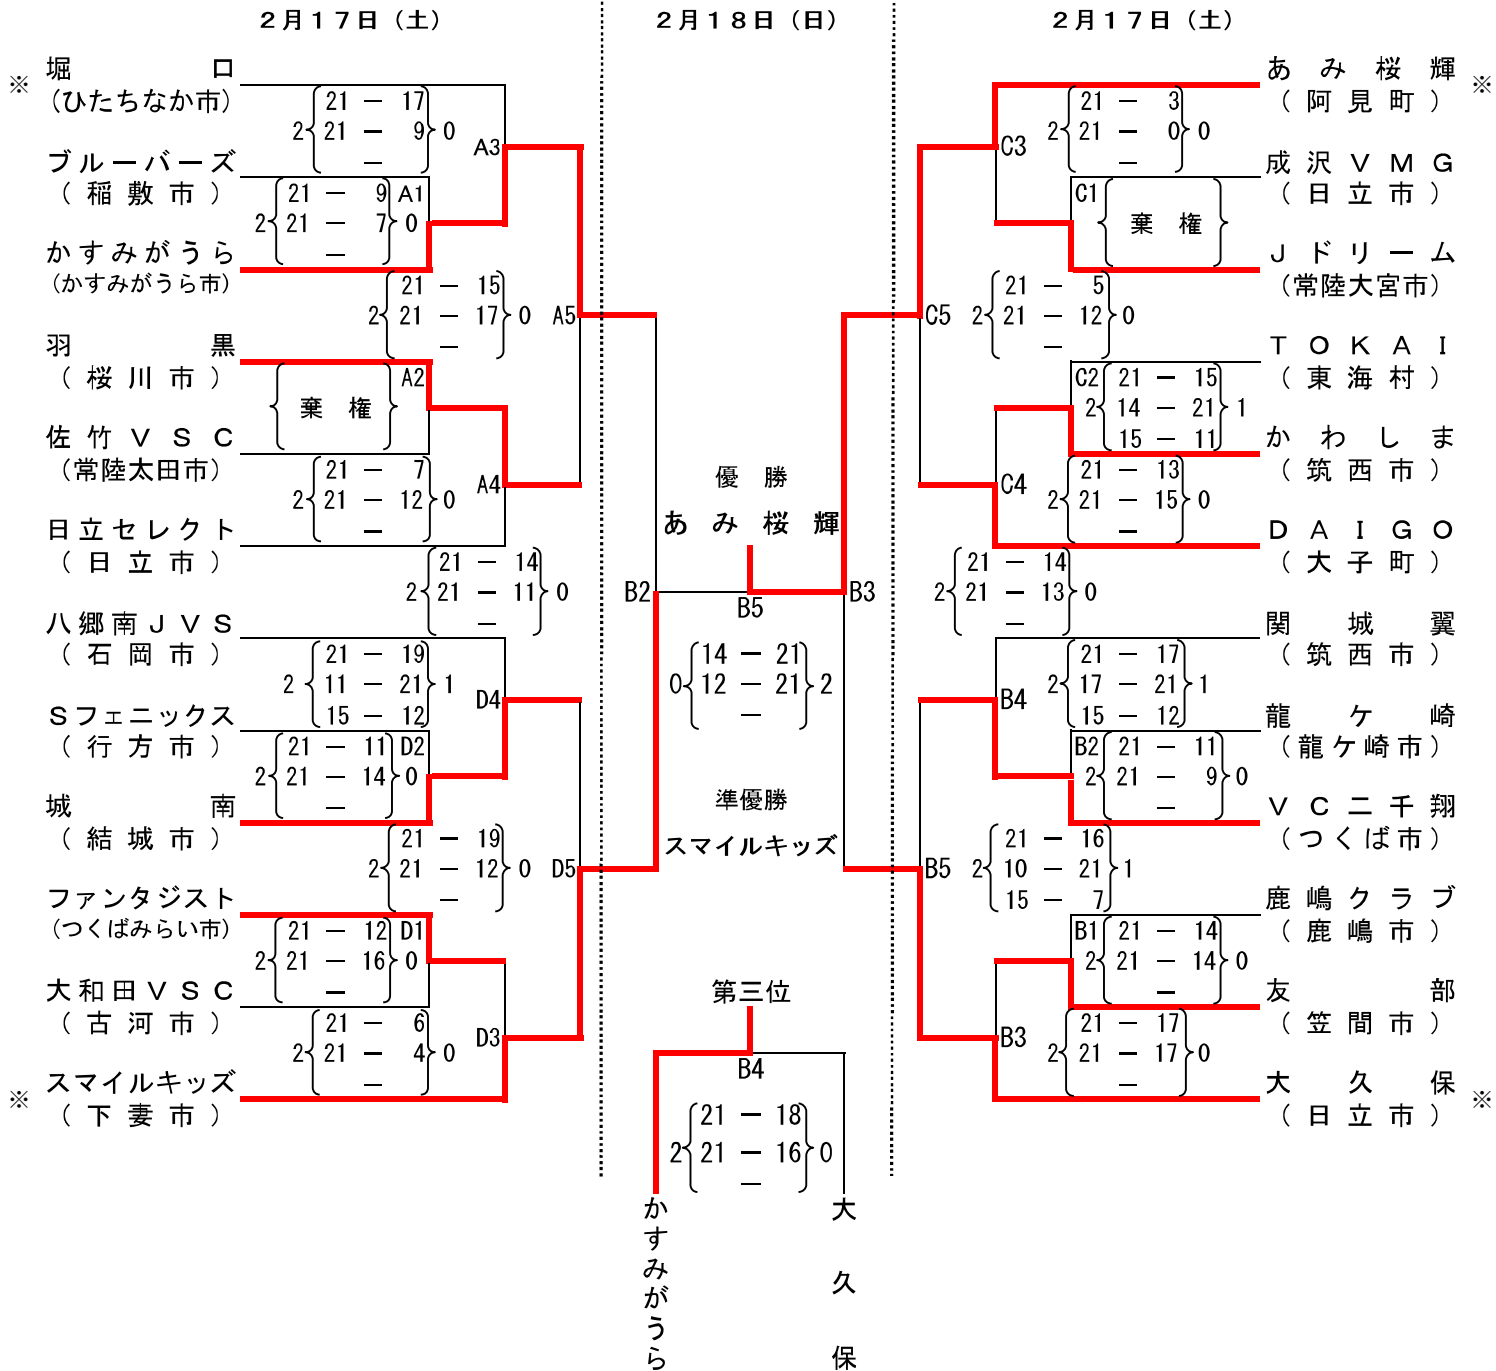 ２月１７日（土）
２月１８日（日）
２月１７日（土）
※
堀口
（ひたちなか市）
21 － 17
2 21 － 9 0
－
A3
ブルーバーズ
（稲敷市）
21 － 9 A1
2 21 － 7 0
－
かすみがうら
（かすみがうら市）
21 － 15
2 21 － 17 0 A5
－
羽黒
（桜川市）
A2
棄権
佐竹ＶＳＣ
（常陸太田市）
21 － 7
2 21 － 12 0
－
A4
日立セレクト
（日立市）
21 － 14
2 21 － 11 0
－
B2
八郷南ＪＶＳ
（石岡市）
21 － 19
2 11 － 21 1
15 － 12
D4
Ｓフェニックス
（行方市）
21 － 11 D2
2 21 － 14 0
－
城南
（結城市）
21 － 19
2 21 － 12 0 D5
－
ファンタジスト
（つくばみらい市）
21 － 12 D1
2 21 － 16 0
－
大和田ＶＳＣ
（古河市）
21 － 6
2 21 － 4 0
－
D3
※
スマイルキッズ
（下妻市）
優勝
あみ桜輝
B5
14 － 21
0 12 － 21 2
－
準優勝
スマイルキッズ
第三位
B4
21 － 18
2 21 － 16 0
－
かすみがうら
大久保
あみ桜輝
※
（阿見町）
21 － 3
2 21 － 0 0
－
C3
成沢ＶＭＧ
（日立市）
C1
棄権
Ｊドリーム
（常陸大宮市）
21 － 5
C5 2 21 － 12 0
－
ＴＯＫＡＩ
（東海村）
C2 21 － 15
2 14 － 21 1
15 － 11
かわしま
（筑西市）
21 － 13
C4 2 21 － 15 0
－
ＤＡＩＧＯ
（大子町）
21 － 14
B3 2 21 － 13 0
－
関城翼
（筑西市）
21 － 17
B4 2 17 － 21 1
15 － 12
龍ケ崎
（龍ケ崎市）
B2 21 － 11
2 21 － 9 0
－
ＶＣ二千翔
（つくば市）
21 － 16
B5 2 10 － 21 1
15 － 7
鹿嶋クラブ
（鹿嶋市）
B1 21 － 14
2 21 － 14 0
－
友部
（笠間市）
21 － 17
B3 2 21 － 17 0
－
大久保
※
（日立市）